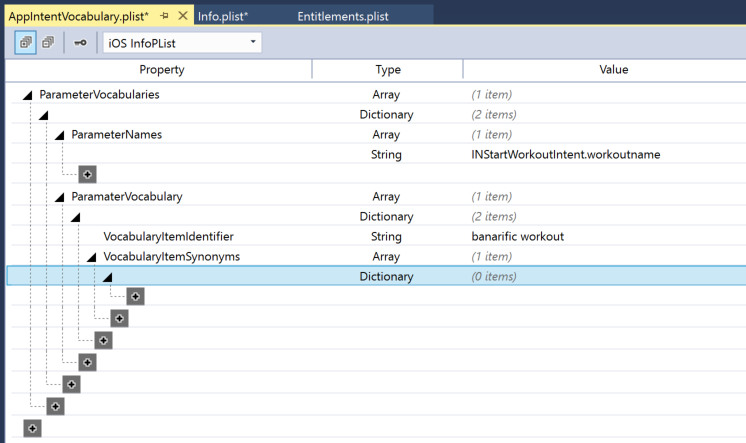 AppIntentVocabulary.plist* Info.plist* Entitlements.plist
iOS InfoPList
Property Type Value
ParameterVocabularies Array (1 item)
Dictionary (2 items)
ParameterNames Array (1 item)
String INStartWorkoutIntent.workoutname
ParamaterVocabulary Array (1 item)
Dictionary (2 items)
VocabularyItemIdentifier String banarific workout
VocabularyItemSynonyms Array (1 item)
Dictionary (0 items)